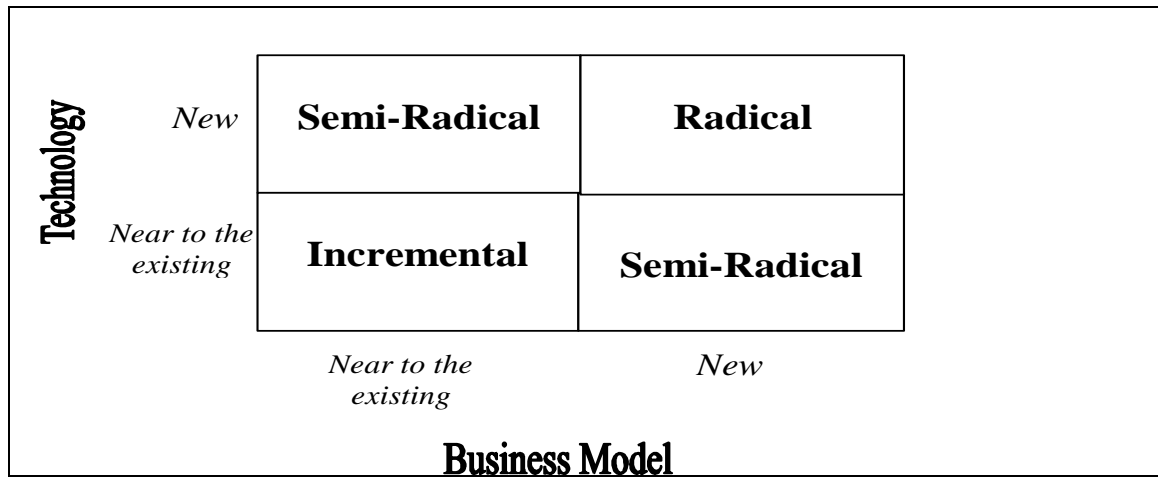 Technology
New
Semi-Radical
Radical
Near to the
existing
Incremental
Semi-Radical
Near to the
existing
New
Business Model